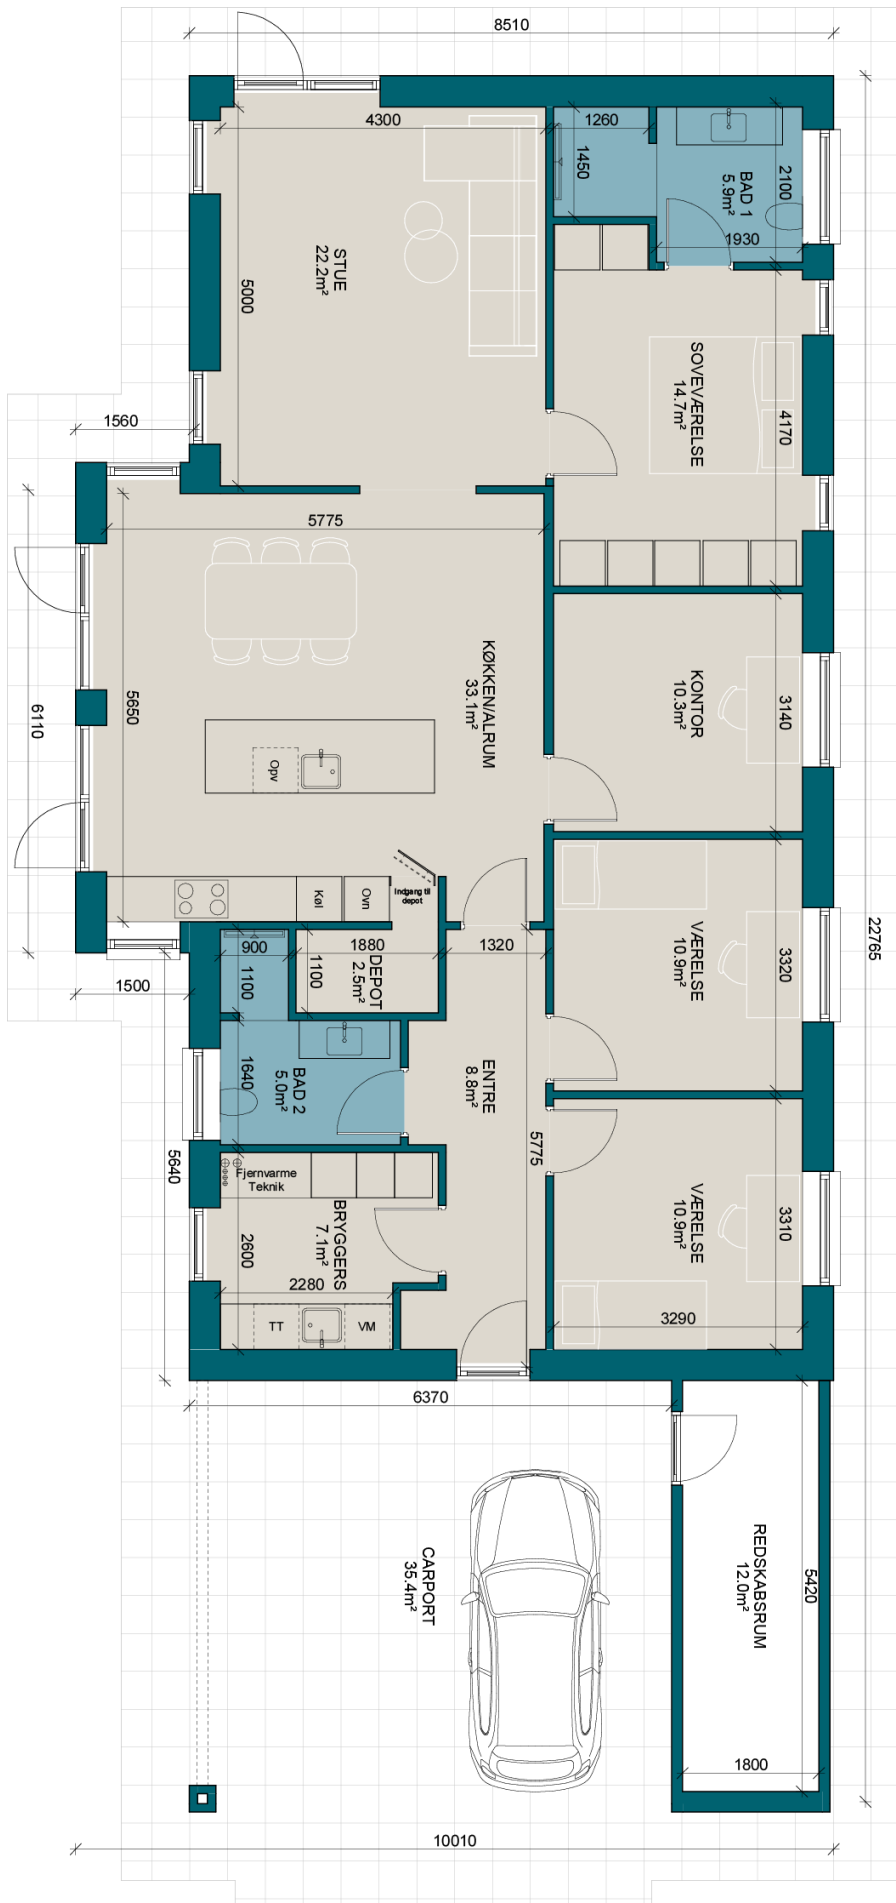 8510
4300
1260
1450
2100
BAD 1
5.9m²
1930
STUE
22.2m²
5000
SOVEVÆRELSE
14.7m²
4170
1560
5775
KØKKEN/ALRUM
33.1m²
5650
6110
Opv
KONTOR
10.3m²
3140
Køl
Ovn
Indgang til
depot
22765
900
1880
1320
1100
1100
DEPOT
2.5m²
VÆRELSE
10.9m²
3320
1500
1640
BAD 2
5.0m²
ENTRE
8.8m²
5775
5640
Fjernvarme
Teknik
BRYGGERS
7.1m²
2600
2280
TT
VM
VÆRELSE
10.9m²
3310
3290
6370
CARPORT
35.4m²
REDSKABSRUM
12.0m²
5420
1800
10010